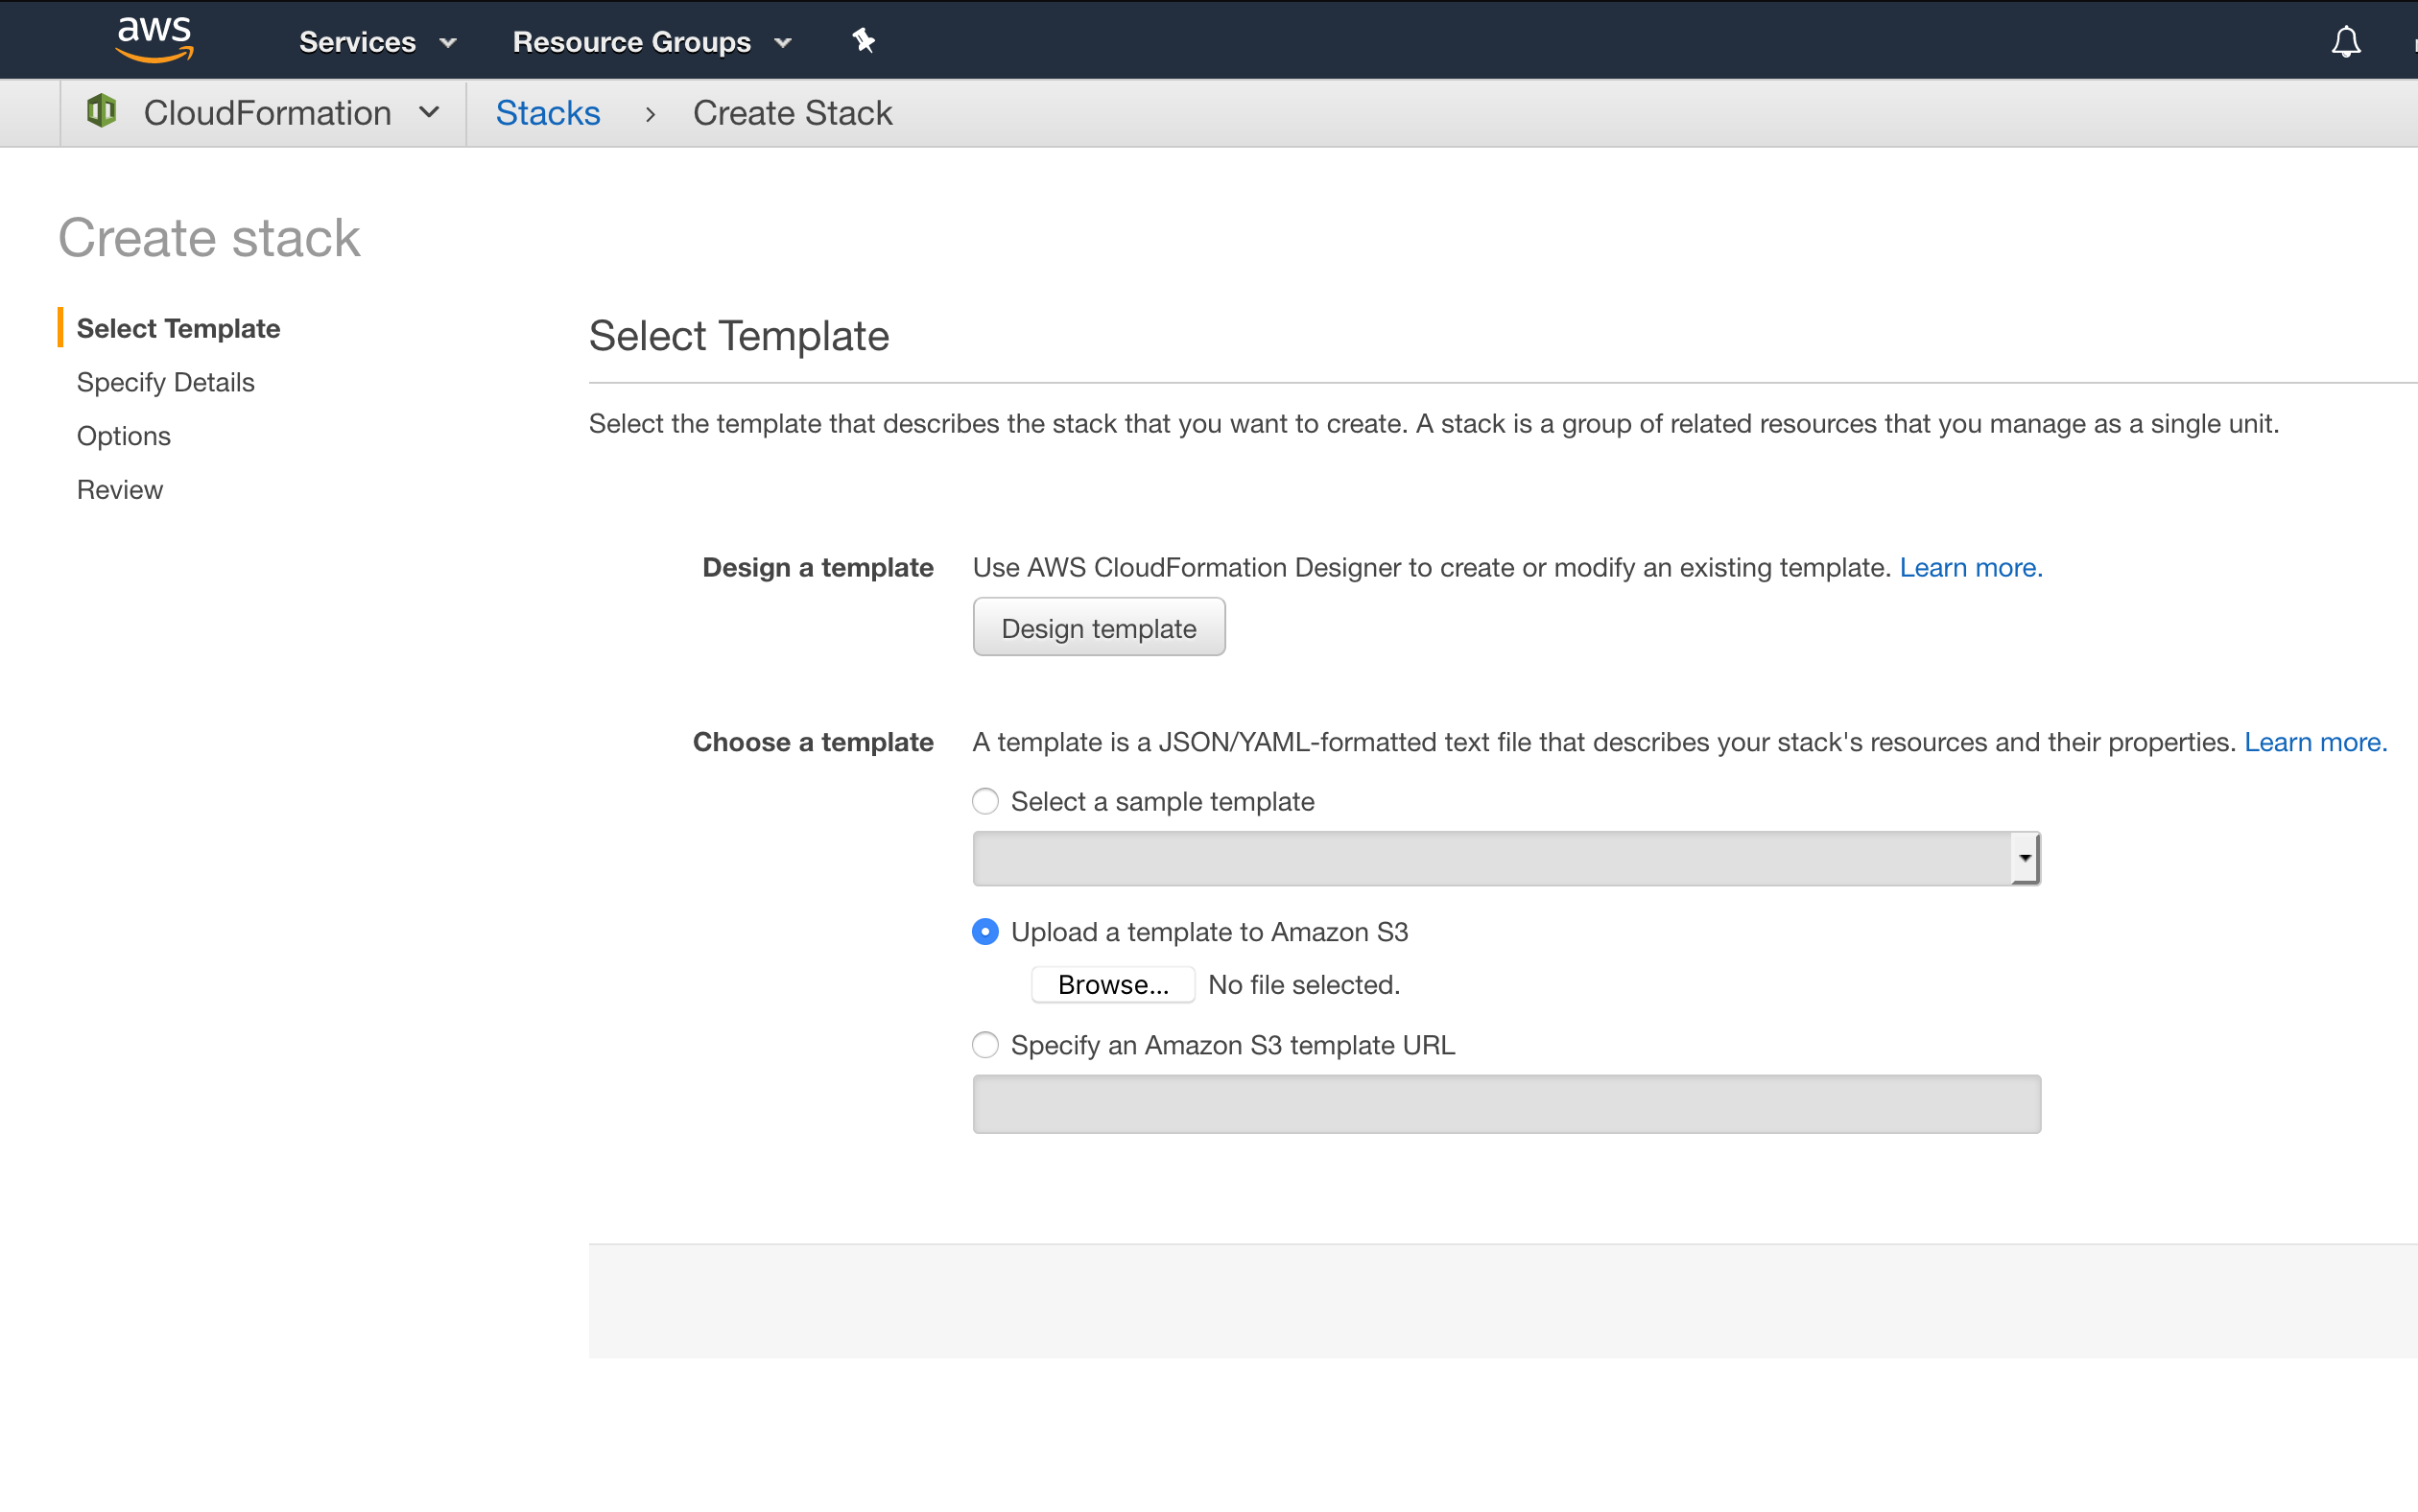 aws Services Resource Groups
CloudFormation Stacks > Create Stack
Create stack
Select Template
Specify Details
Options
Review
Select Template
Select the template that describes the stack that you want to create. A stack is a group of related resources that you manage as a single unit.
Design a template Use AWS CloudFormation Designer to create or modify an existing template. Learn more.
Design template
Choose a template A template is a JSON/YAML-formatted text file that describes your stack's resources and their properties. Learn more.
Select a sample template
Upload a template to Amazon S3
Browse... No file selected.
Specify an Amazon S3 template URL